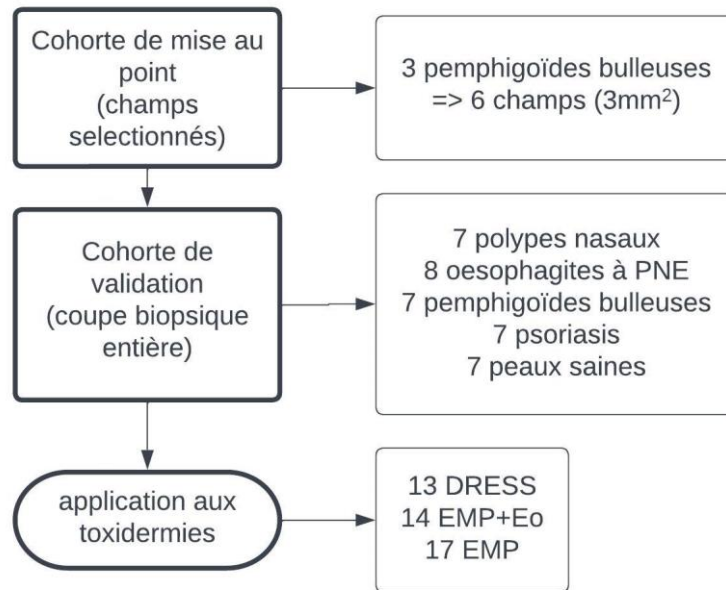 Cohorte de mise au
point
(champs
selectionnés)
3 pemphigoïdes bulleuses
=> 6 champs (3mm²)
Cohorte de
validation
(coupe biopsique
entière)
7 polypes nasaux
8 oesophagites à PNE
7 pemphigoïdes bulleuses
7 psoriasis
7 peaux saines
application aux
toxidermies
13 DRESS
14 EMP+Eo
17 EMP